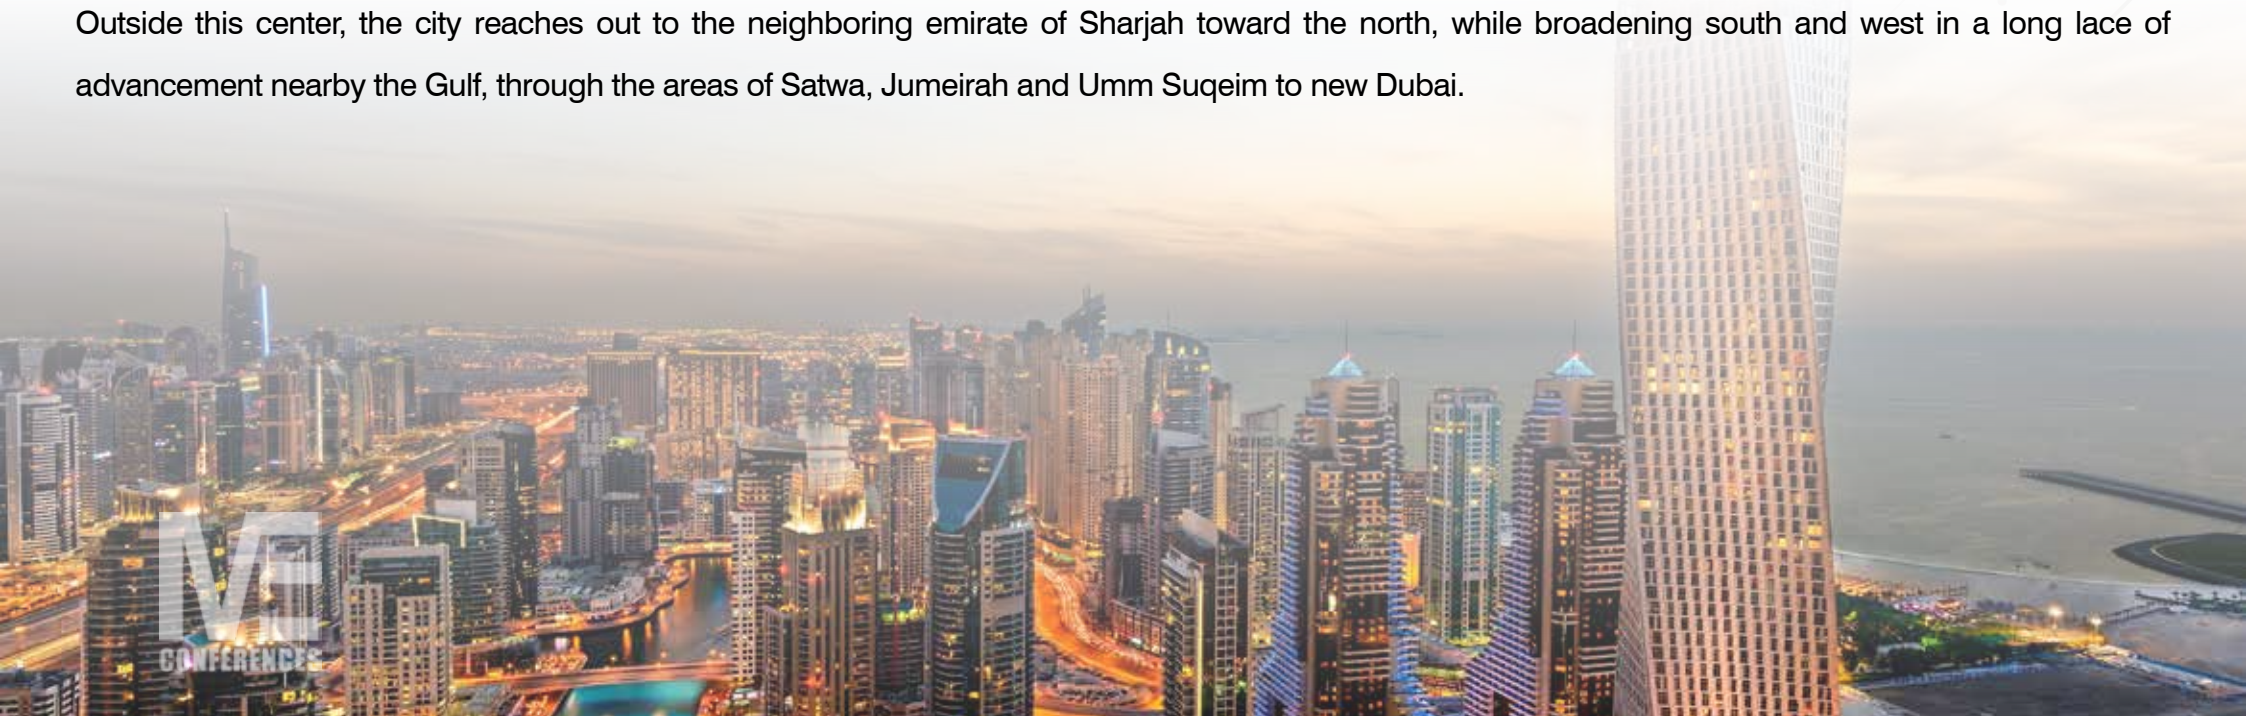 Outside this center, the city reaches out to the neighboring emirate of Sharjah toward the north, while broadening south and west in a long lace of
advancement nearby the Gulf, through the areas of Satwa, Jumeirah and Umm Suqeim to new Dubai.
ME
CONFERENCES